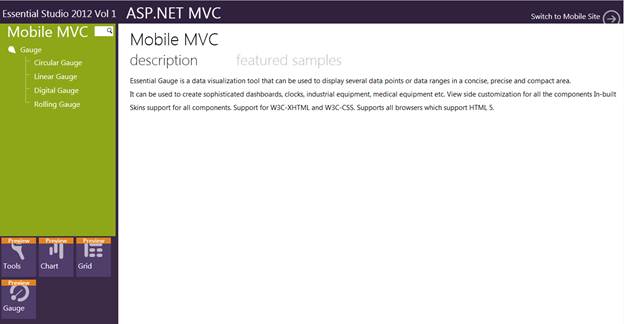 Essential Studio 2012 Vol 1 ASP.NET MVC
Switch to Mobile Site
Mobile MVC
Gauge
Circular Gauge
Linear Gauge
Digital Gauge
Rolling Gauge
Mobile MVC
description featured samples
Essential Gauge is a data visualization tool that can be used to display several data points or data ranges in a concise, precise and compact area.
It can be used to create sophisticated dashboards, clocks, industrial equipment, medical equipment etc. View side customization for all the components In-built
Skins support for all components. Support for W3C-XHTML and W3C-CSS. Supports all browsers which support HTML 5.
Preview Preview Preview
Tools Chart Grid
Preview
Gauge